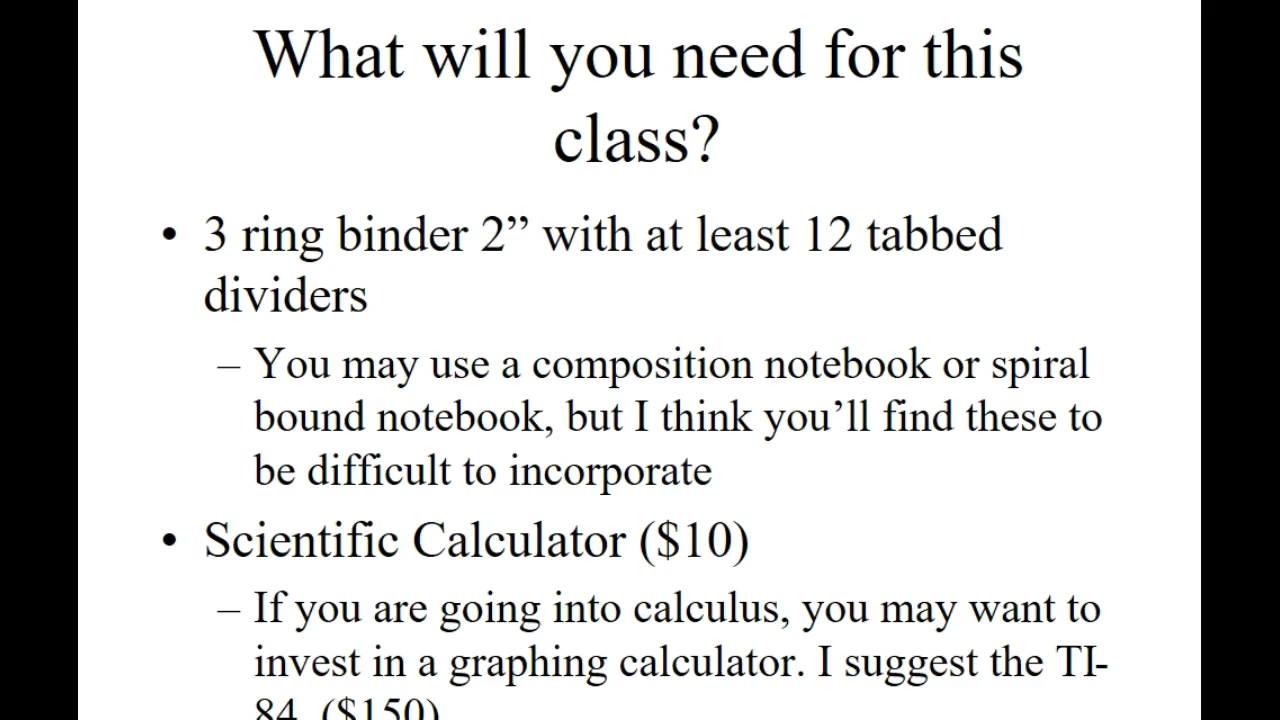 What will you need for this
class?
• 3 ring binder 2” with at least 12 tabbed
dividers
– You may use a composition notebook or spiral
bound notebook, but I think you’ll find these to
be difficult to incorporate
• Scientific Calculator ($10)
– If you are going into calculus, you may want to
invest in a graphing calculator. I suggest the TI-
84 ($150)